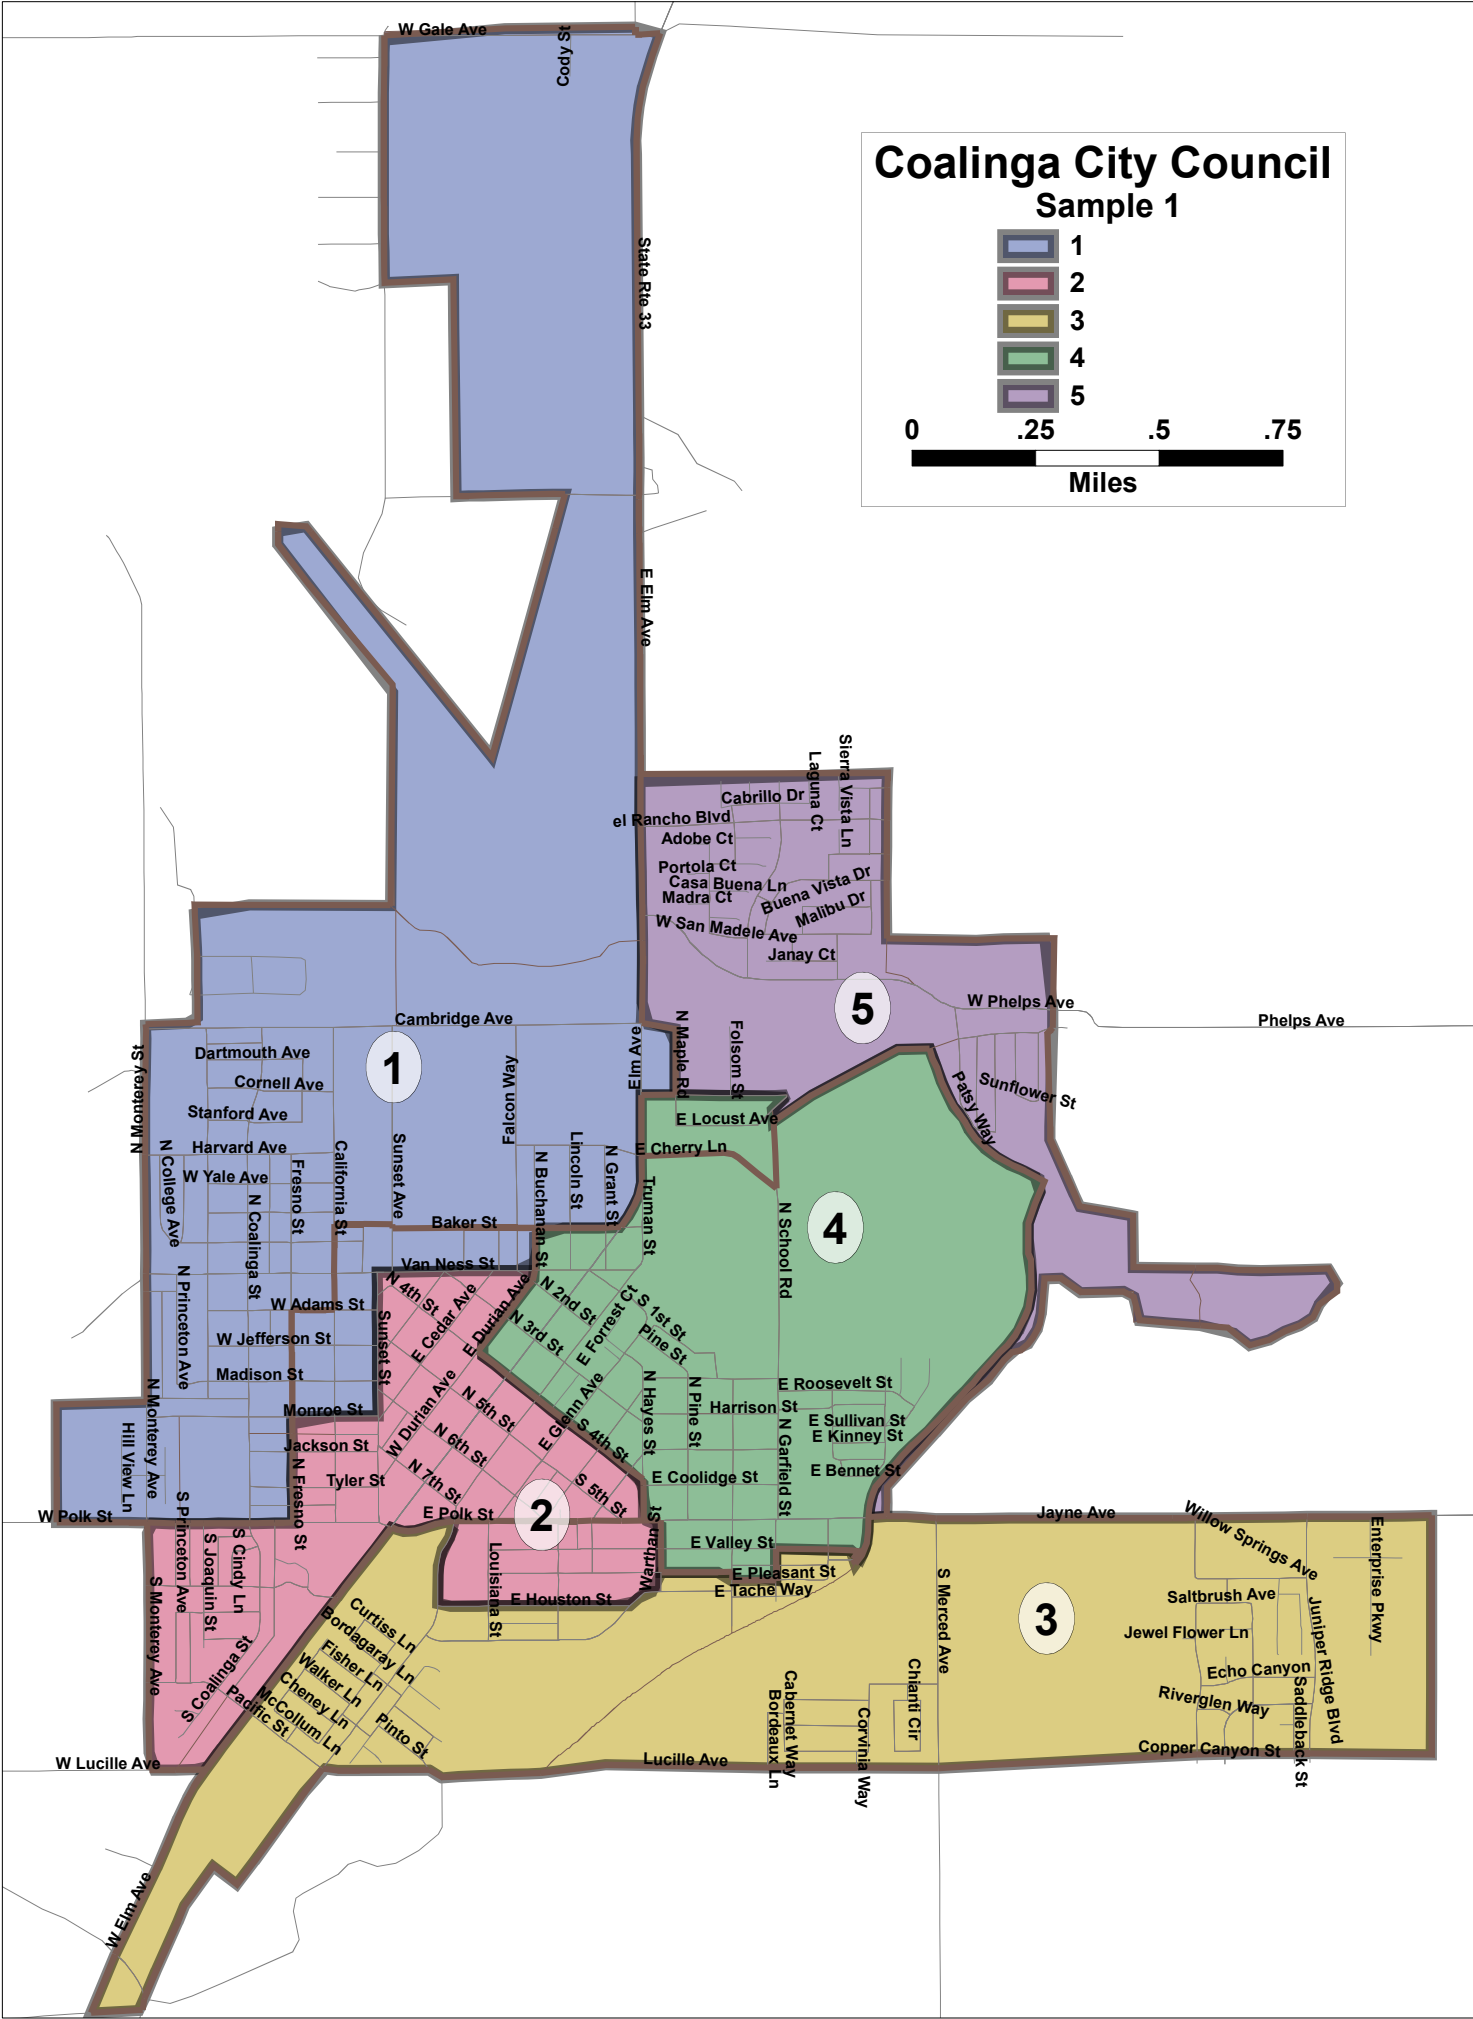 W Gale Ave
Copy St
Coalinga City Council
Sample 1
1
2
3
4
5
0 .25 .5 .75
Miles
State Rte 33
E Elm Ave
Sierra Vista Ln
Laguna Ct
Cabrillo Dr
el Rancho Blvd
Adobe Ct
Portola Ct
Casa Buena Ln
Madra Ct
Buena Vista Dr
Malibu Dr
W San Madele Ave
Janay Ct
5
W Phelps Ave
Phelps Ave
Cambridge Ave
N Maple Rd
Folsom St
Elm Ave
N Monterey St
Dartmouth Ave
1
Cornell Ave
Falcon Way
Patsy Way
Sunflower St
Stanford Ave
E Locust Ave
Harvard Ave
E Cherry Ln
N College Ave
W Yale Ave
Fresno St
California St
Sunset Ave
Lincoln St
N Grant St
N Buchanan St
Truman St
N Coalinga St
Baker St
N School Rd
4
Van Ness St
N Princeton Ave
N 4th St
E Cedar Ave
E Durian Ave
N 2nd St
E Forrest Ct
S 1st St
W Adams St
N 3rd St
Pine St
Sunset St
W Jefferson St
Madison St
N Monterey Ave
W Durian Ave
N 5th St
E Glenn Ave
N Hayes St
N Pine St
E Roosevelt St
Monroe St
Harrison St
N Garfield St
E Sullivan St
E Kinney St
Hill View Ln
Jackson St
N 6th St
S 4th St
E Bennet St
Tyler St
N 7th St
S 5th St
E Coolidge St
N Fresno St
W Polk St
S Princeton Ave
E Polk St
2
Jayne Ave
Willow Springs Ave
Enterprise Pkwy
S Joaquin St
S Cindy Ln
Louisiana St
E Valley St
E Pleasant St
E Tache Way
S Monterey Ave
E Houston St
S Merced Ave
3
Saltbrush Ave
Juniper Ridge Blvd
Curtiss Ln
Bordagaray Ln
Jewel Flower Ln
Fisher Ln
Walker Ln
Echo Canyon
S Coalinga St
Cheney Ln
Saddleback St
McCollum Ln
Pacific St
Pinto St
Riverglen Way
Cabernet Way
Bordeaux Ln
Corvinia Way
Chianti Cir
W Lucille Ave
Lucille Ave
Copper Canyon St
W Elm Ave